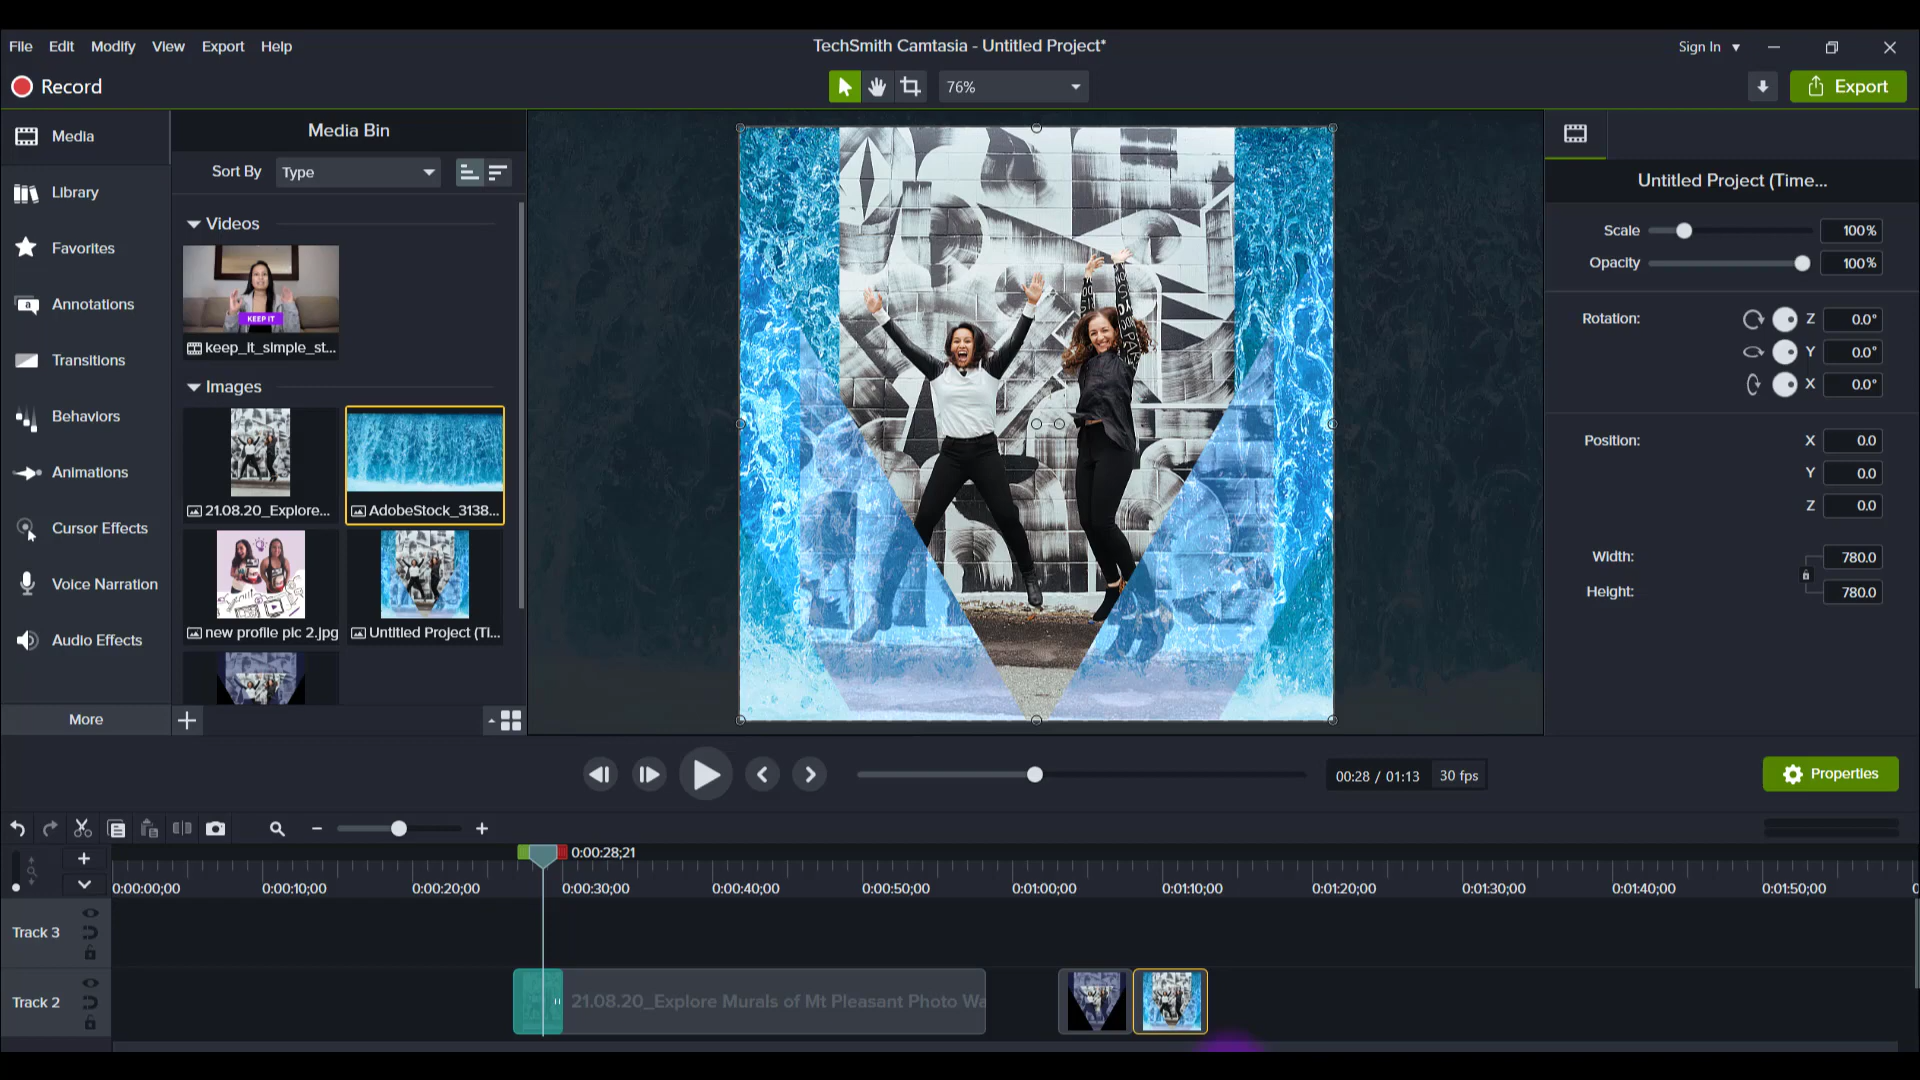 TechSmith Camtasia - Untitled Project*
File Edit Modify View Export Help
Sign In
Record
76%
Export
Media
Library
Favorites
Annotations
Transitions
Behaviors
Animations
Cursor Effects
Voice Narration
Audio Effects
More
Media Bin
Sort By Type
Videos
KEEP IT
keep_it_simple_st...
Images
21.08.20_Explore...
AdobeStock_3138...
new profile pic 2.jpg
Untitled Project (Ti...
Untitled Project (Time...
Scale 100%
Opacity 100%
Rotation: Z 0.0°
Y 0.0°
X 0.0°
Position: X 0.0
Y 0.0
Z 0.0
Width: 780.0
Height: 780.0
00:28 / 01:13 30 fps
Properties
0:00:28;21
0:00:00;00 0:00:10;00 0:00:20;00 0:00:30;00 0:00:40;00 0:00:50;00 0:01:00;00 0:01:10;00 0:01:20;00 0:01:30;00 0:01:40;00 0:01:50;00
Track 3
Track 2
21.08.20_Explore Murals of Mt Pleasant Photo Wa